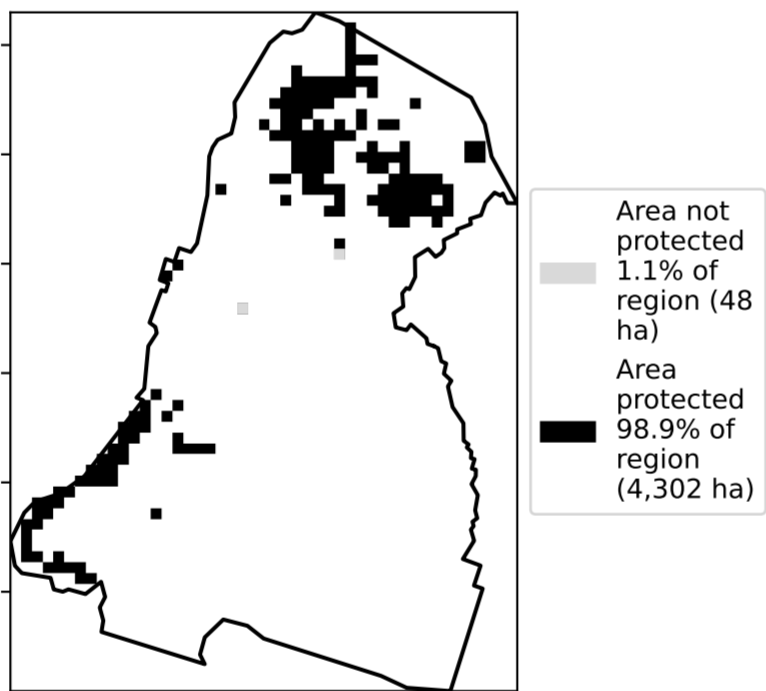 Area not
protected
1.1% of
region (48
ha)
Area
protected
98.9% of
region
(4,302 ha)